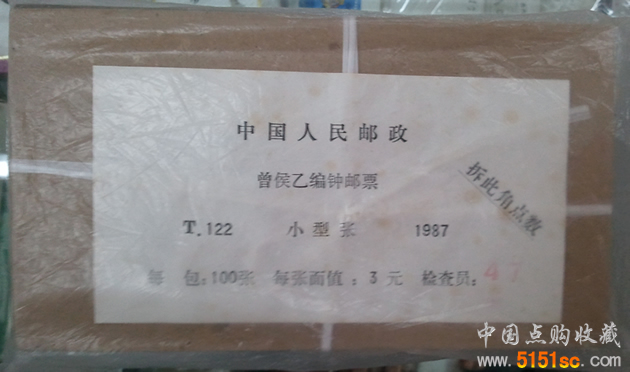 中国人民邮政
曾侯乙编钟邮票
拆此角点数
T.122 小型张 1987
每 包:100张 每张面值:3元 检查员:47
中国点购收藏
www.5151sc.com